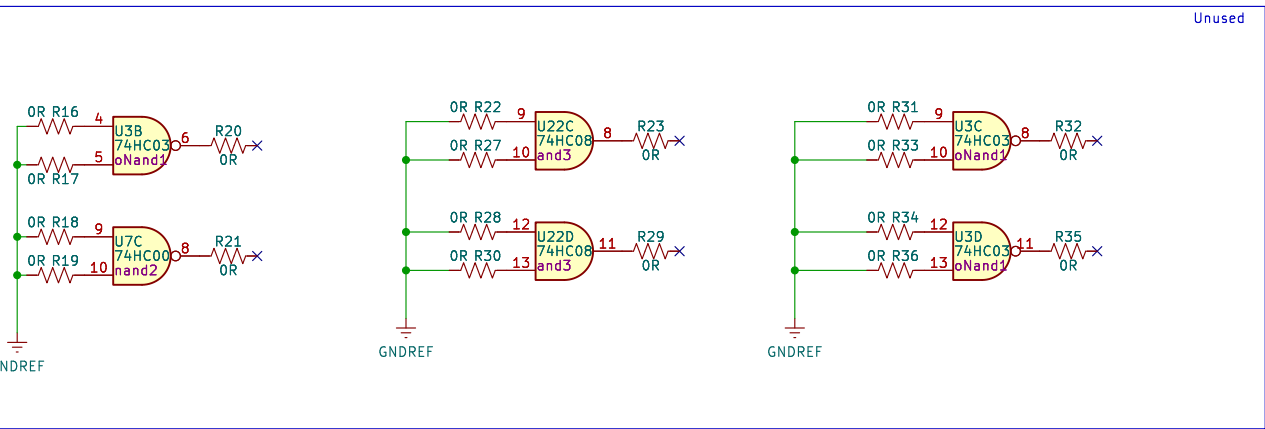 Unused
0R R16
4
U3B
74HC03
oNand1
6
5
0R R17
R20
0R
0R R18
9
U7C
74HC00
nand2
8
0R R19
10
R21
0R
NDREF
0R R22
9
U22C
74HC08
and3
8
0R R27
10
R23
0R
0R R28
12
U22D
74HC08
and3
11
0R R30
13
R29
0R
GNDREF
0R R31
9
U3C
74HC03
oNand1
8
0R R33
10
R32
0R
0R R34
12
U3D
74HC03
oNand1
11
0R R36
13
R35
0R
GNDREF